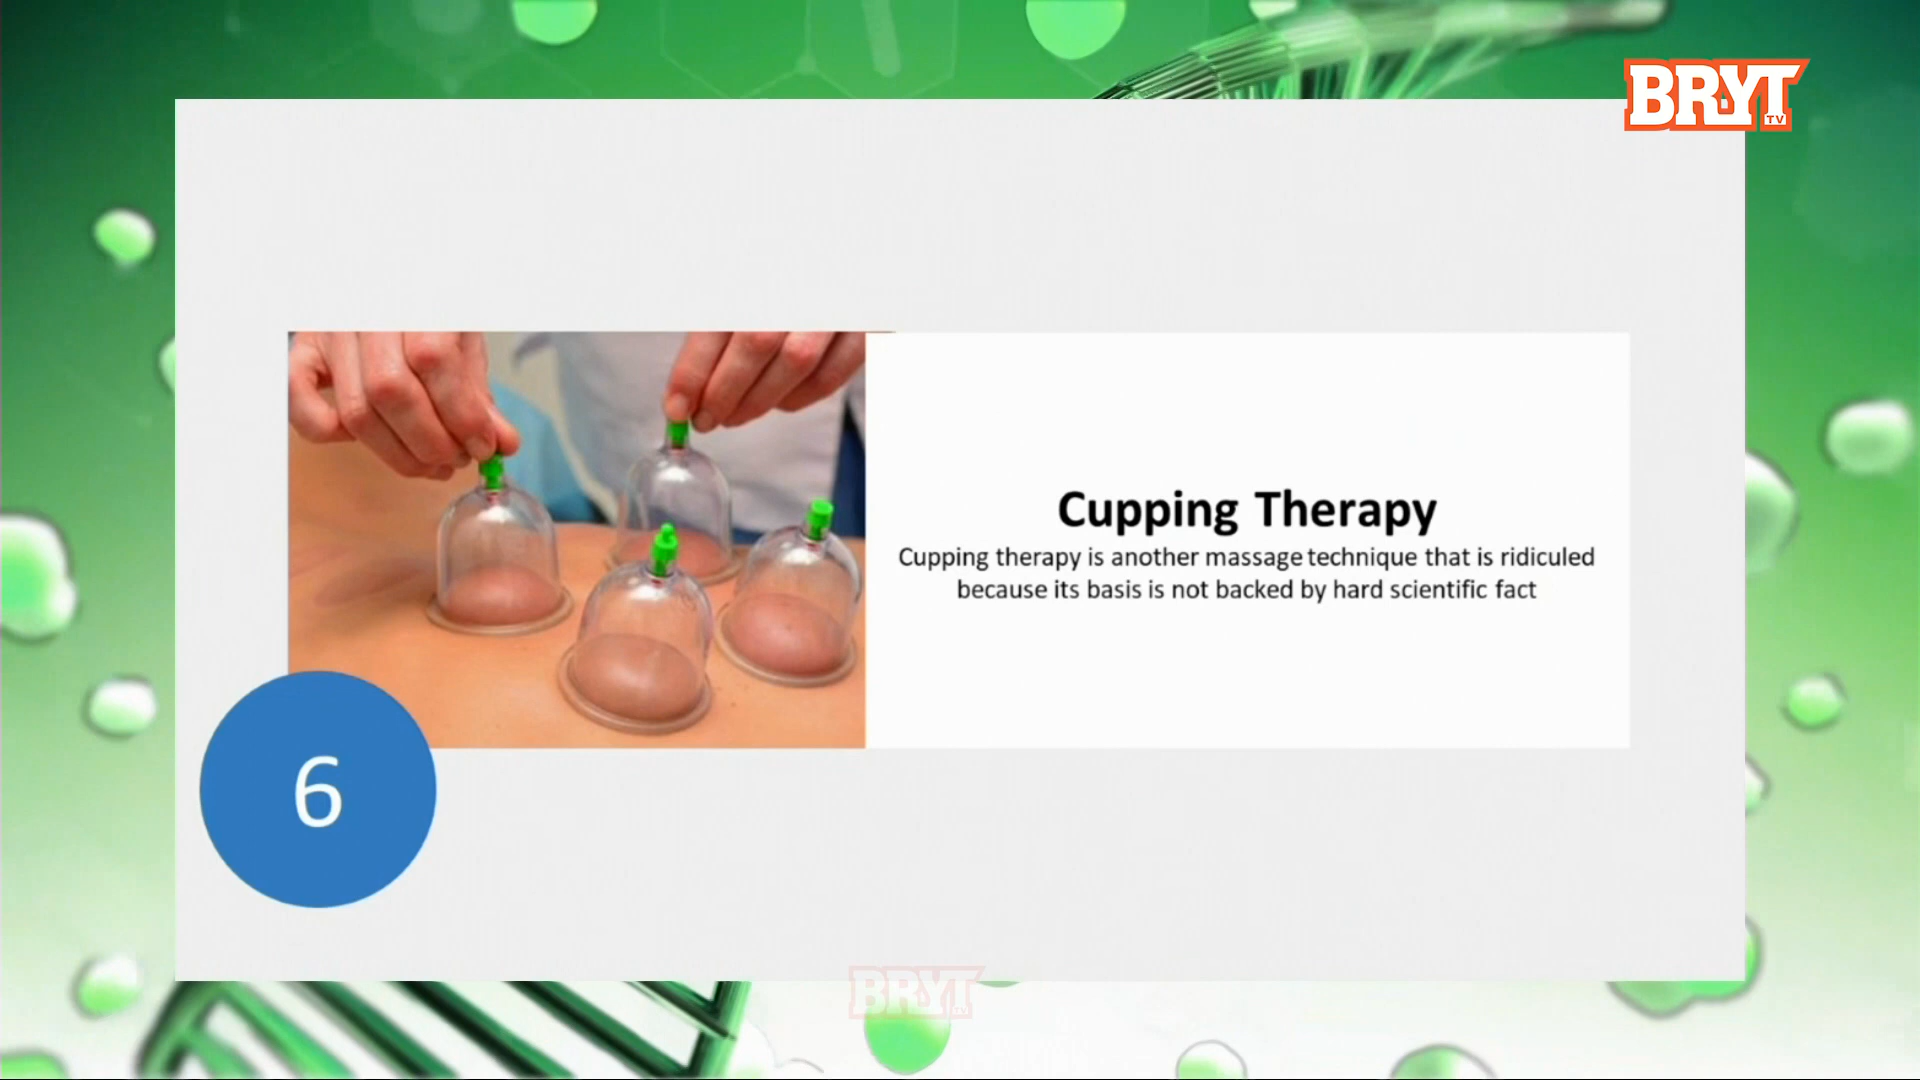 BRYT
TV
Cupping Therapy
Cupping therapy is another massage technique that is ridiculed
because its basis is not backed by hard scientific fact
6
BRYT
TV